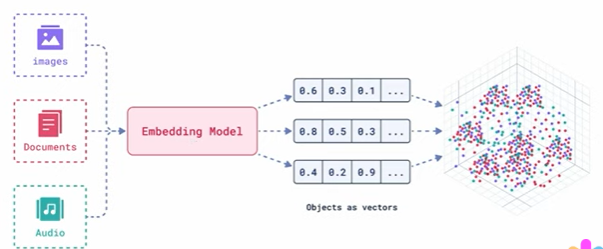 images
Documents
Audio
Embedding Model
0.6 0.3 0.1 ...
0.8 0.5 0.3 ...
0.4 0.2 0.9 ...
Objects as vectors